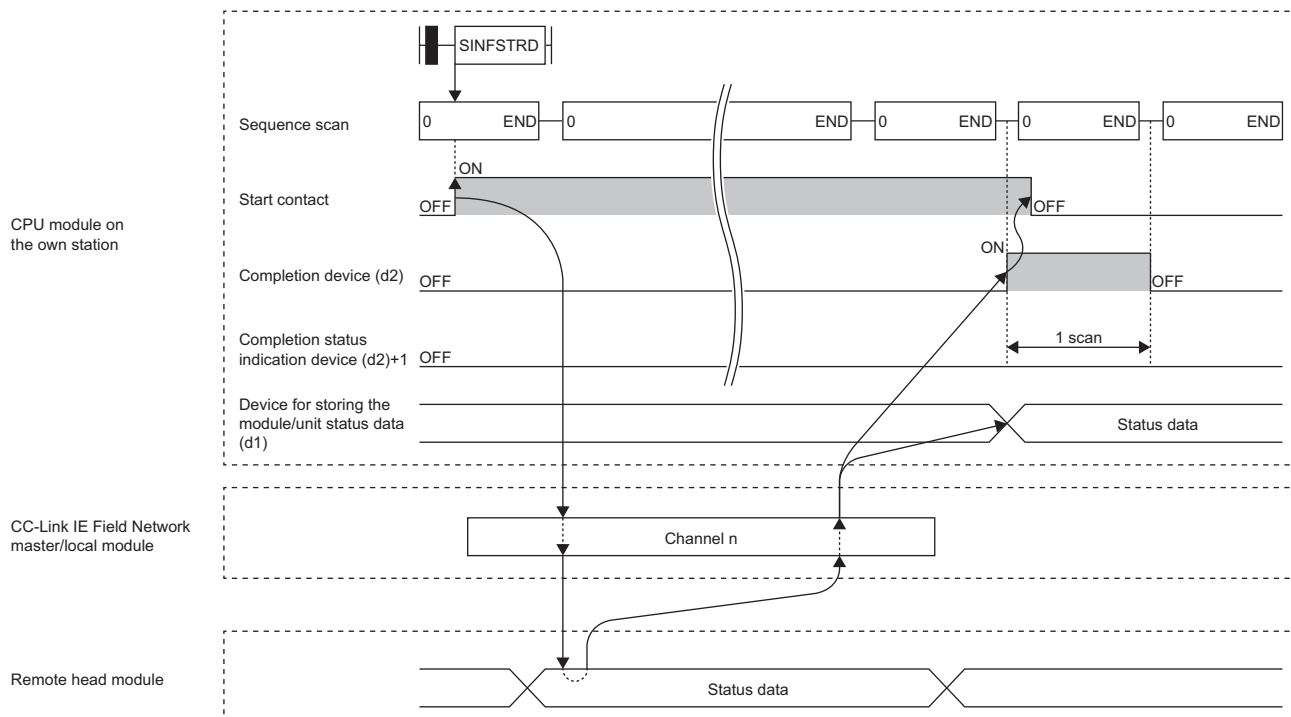 SINFSTRD
Sequence scan
0 END 0 END 0 END 0 END 0 END
ON
Start contact
OFF
OFF
CPU module on
the own station
ON
Completion device (d2)
OFF
OFF
Completion status
indication device (d2)+1
OFF
1 scan
Device for storing the
module/unit status data
(d1)
Status data
CC-Link IE Field Network
master/local module
Channel n
Remote head module
Status data